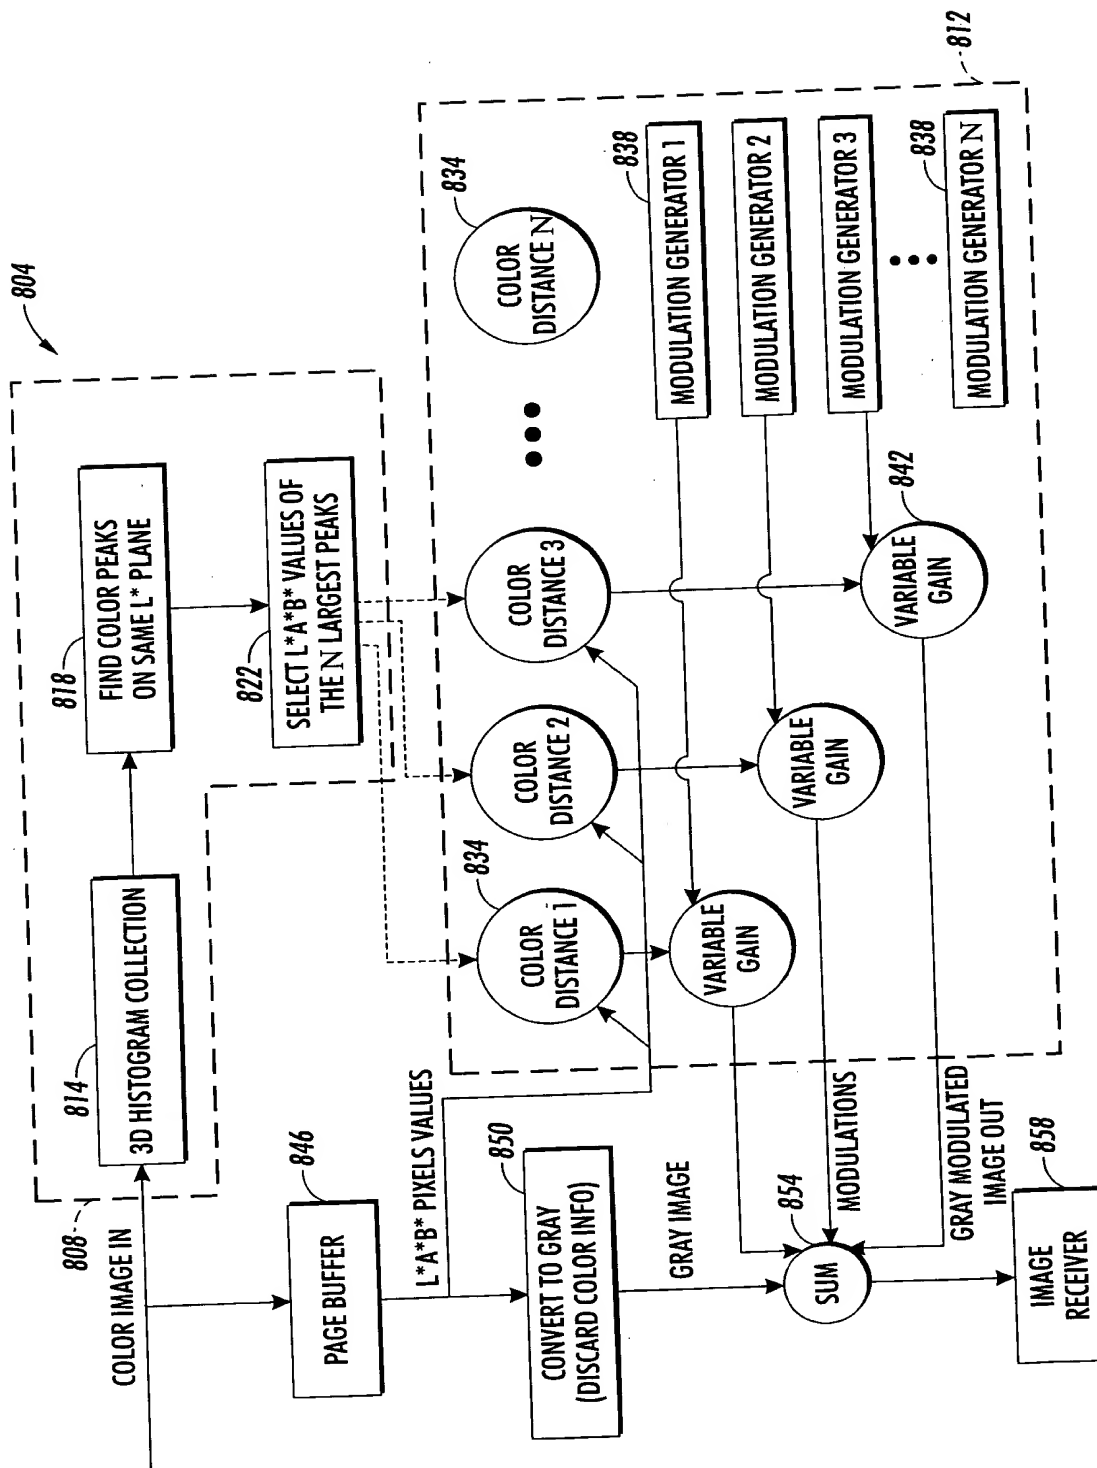 804
COLOR IMAGE IN
808
814
3D HISTOGRAM COLLECTION
818
FIND COLOR PEAKS
ON SAME L* PLANE
822
SELECT L*A*B* VALUES OF
THE N LARGEST PEAKS
846
PAGE BUFFER
L*A*B* PIXELS VALUES
850
CONVERT TO GRAY
(DISCARD COLOR INFO)
GRAY IMAGE
834
COLOR
DISTANCE 1
COLOR
DISTANCE 2
COLOR
DISTANCE 3
•••
834
COLOR
DISTANCE N
838
MODULATION GENERATOR 1
MODULATION GENERATOR 2
MODULATION GENERATOR 3
•••
838
MODULATION GENERATOR N
812
VARIABLE
GAIN
VARIABLE
GAIN
842
VARIABLE
GAIN
854
SUM
MODULATIONS
GRAY MODULATED
IMAGE OUT
858
IMAGE
RECEIVER